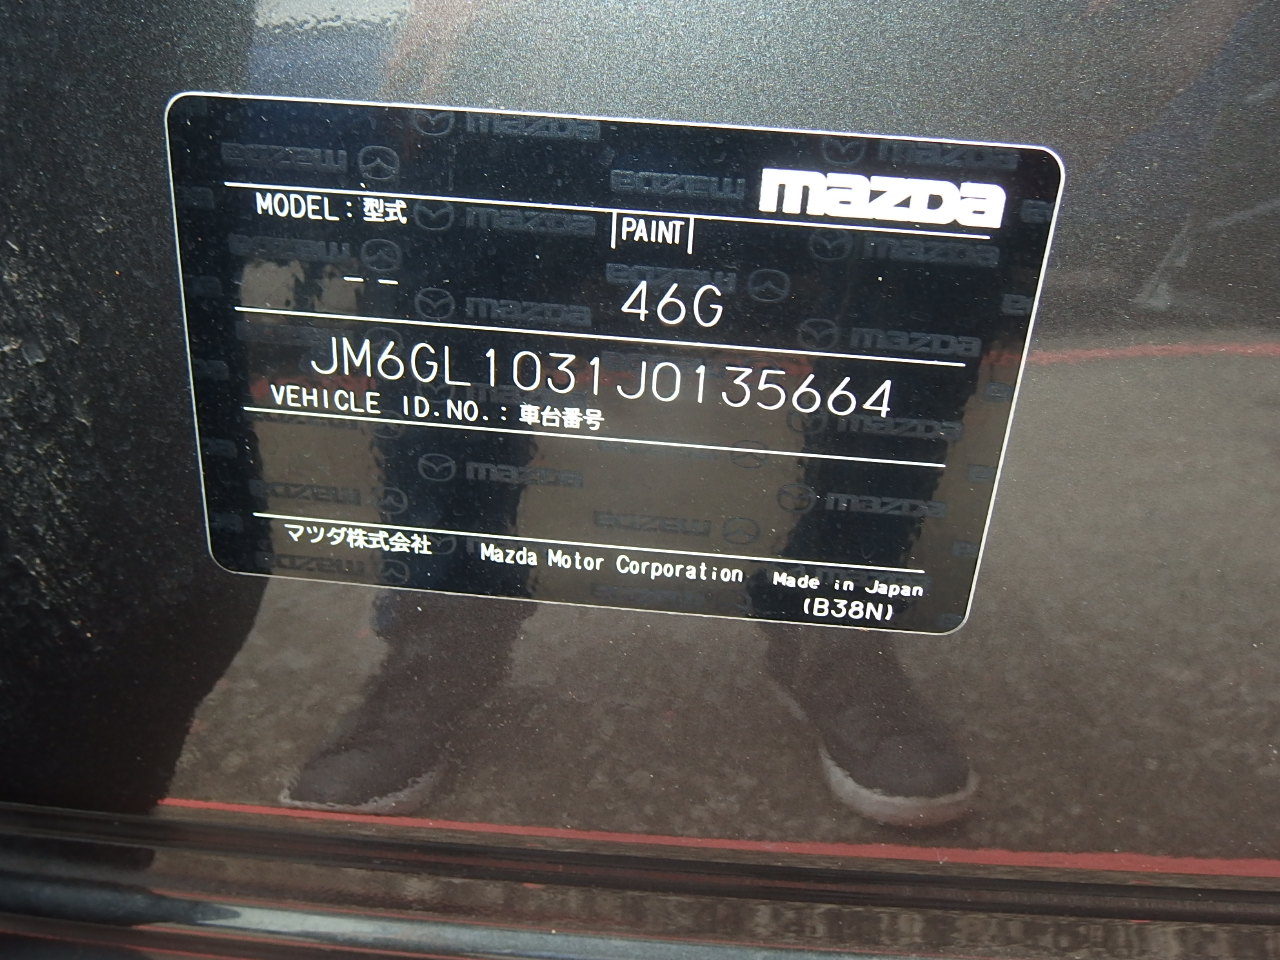 mazda
MODEL:型式
PAINT
-- 46G
JM6GL1031J0135664
VEHICLE ID.NO.:車台番号
マツダ株式会社 Mazda Motor Corporation Made in Japan
(B38N)